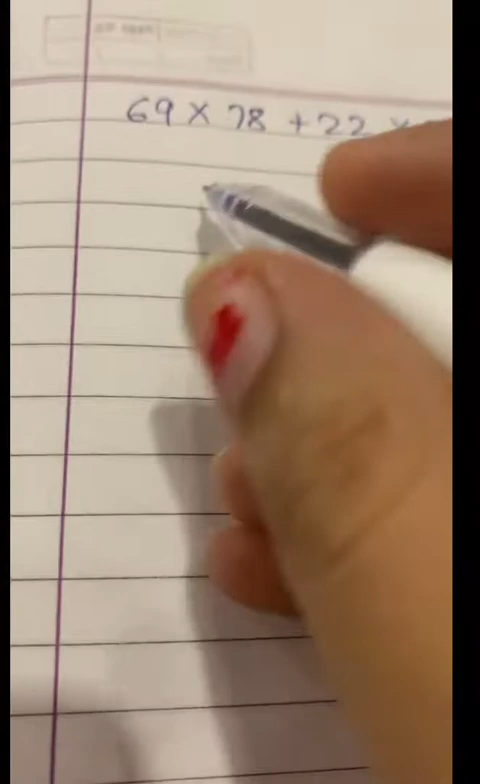 69 × 78 + 22 ×